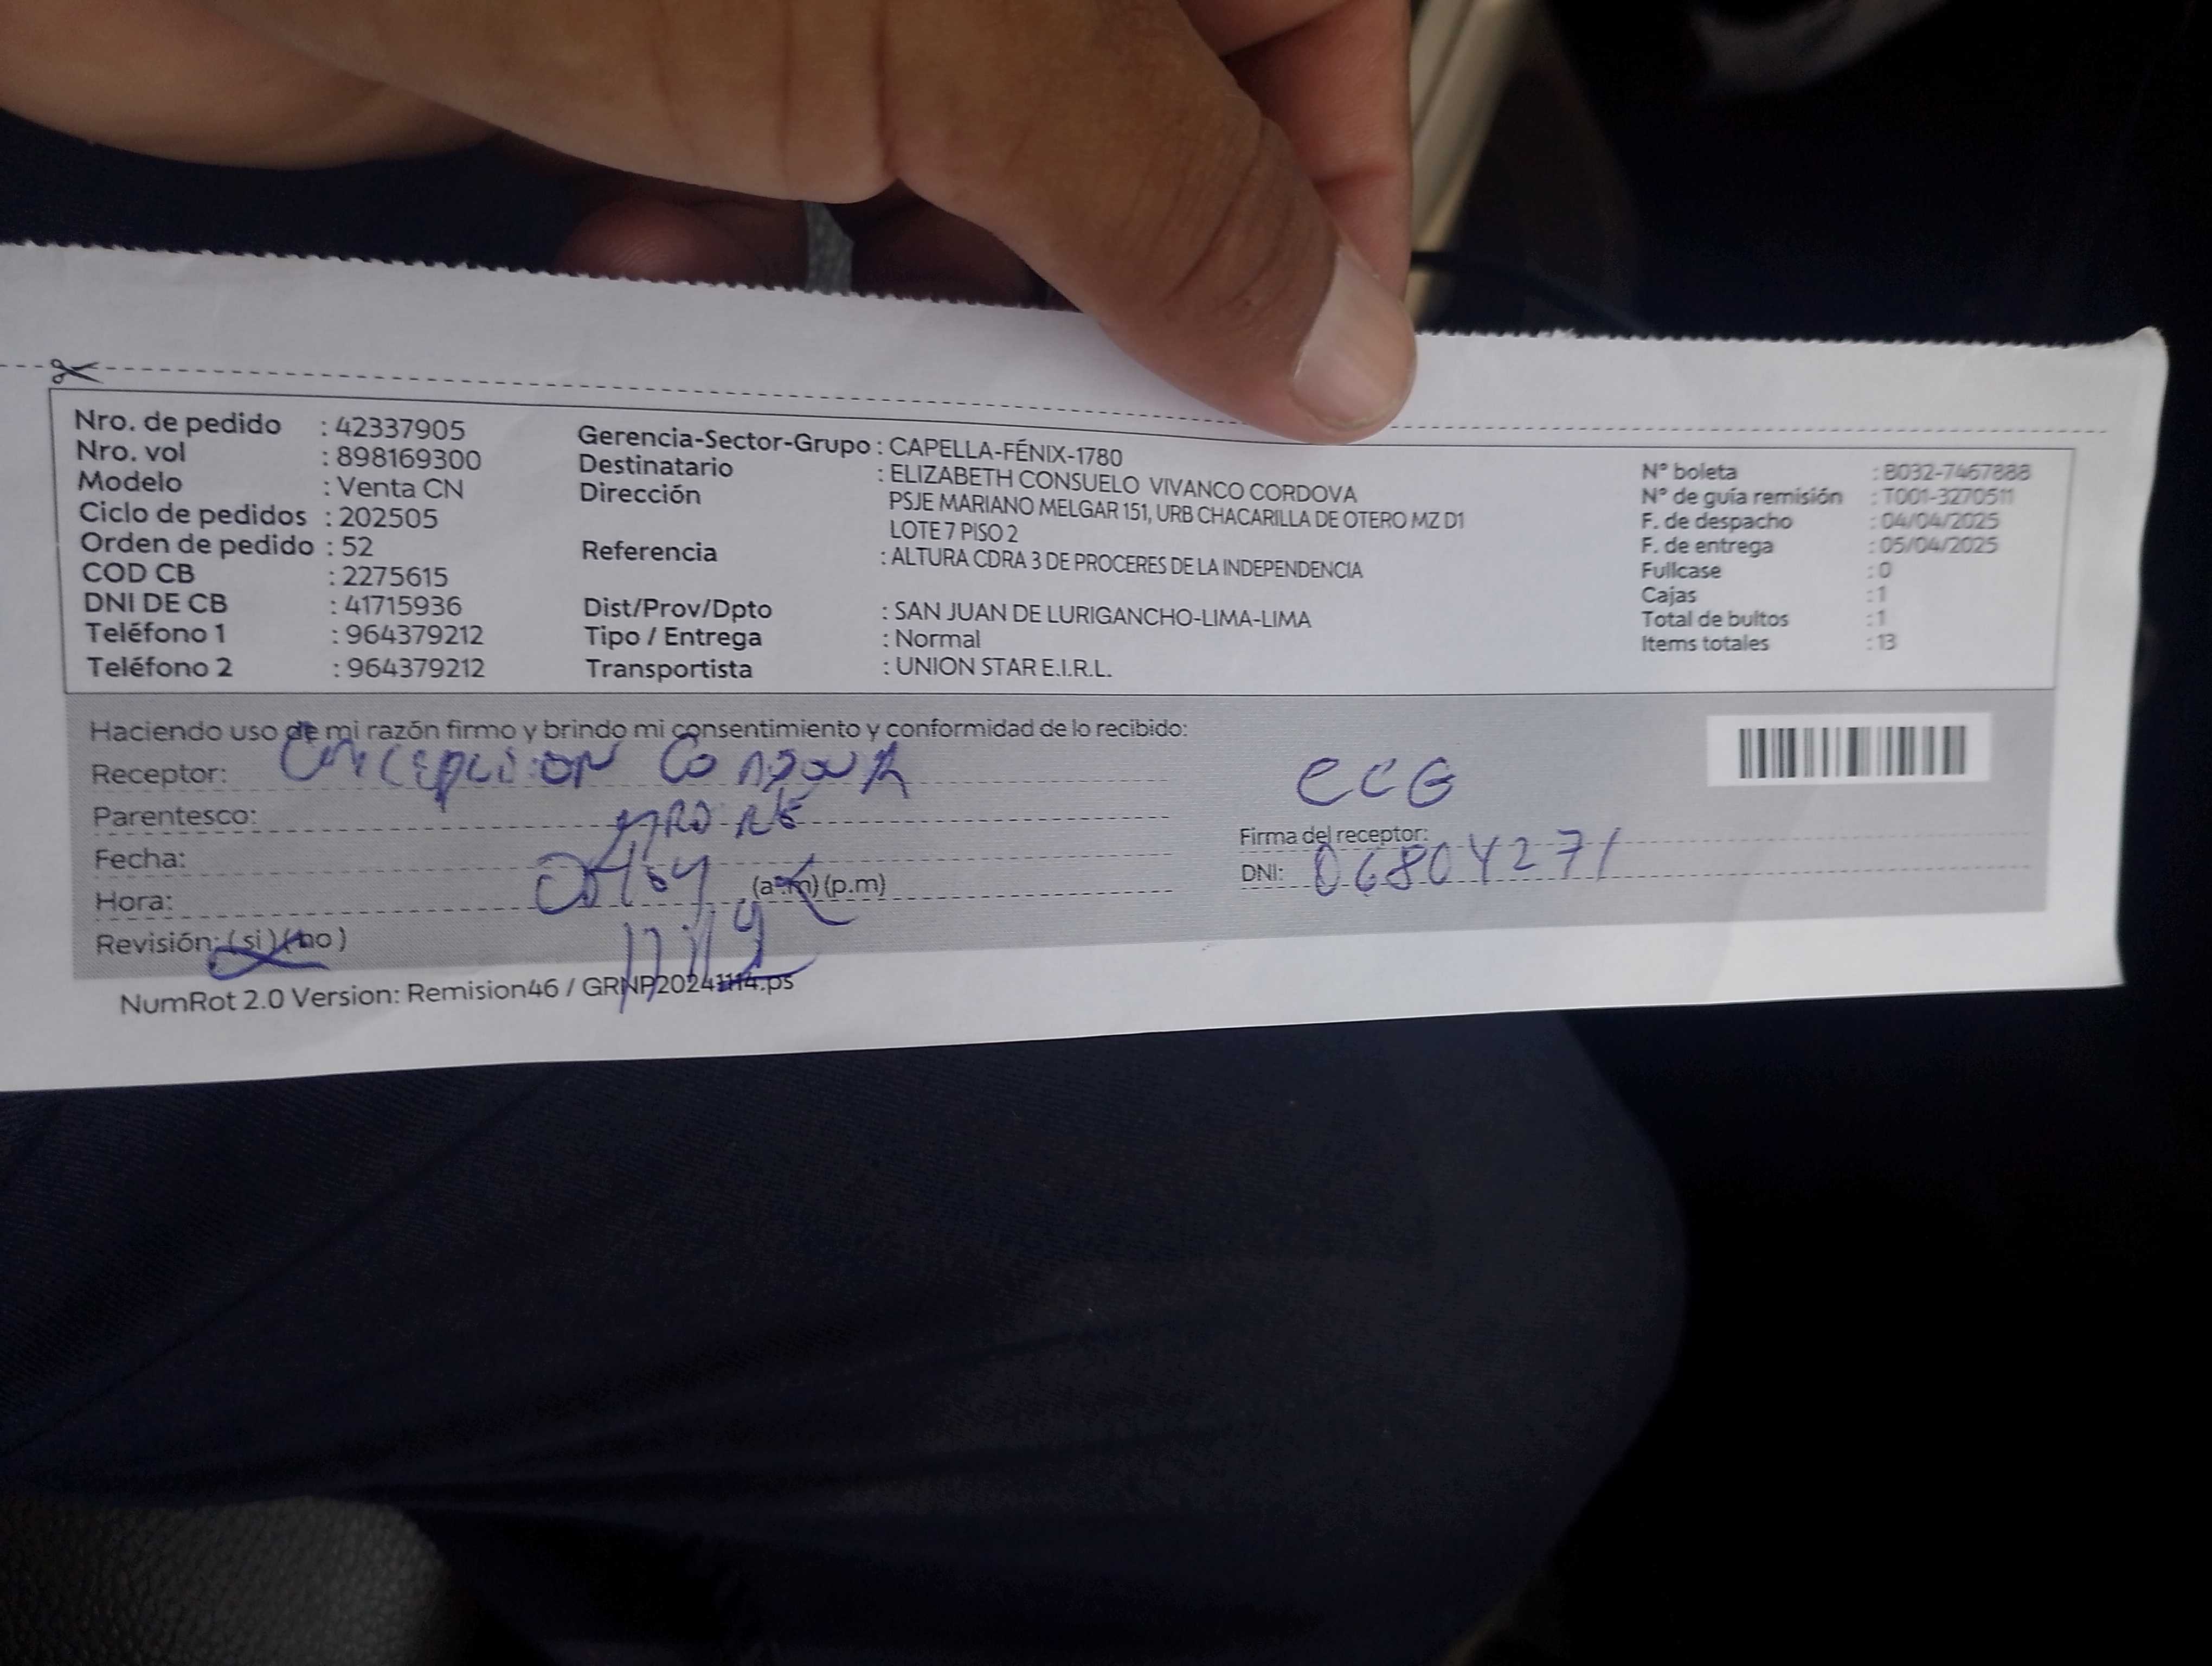 Nro. de pedido : 42337905
Nro. vol : 898169300
Modelo : Venta CN
Ciclo de pedidos : 202505
Orden de pedido : 52
COD CB : 2275615
DNI DE CB : 41715936
Teléfono 1 : 964379212
Teléfono 2 : 964379212
Gerencia-Sector-Grupo : CAPELLA-FÉNIX-1780
Destinatario : ELIZABETH CONSUELO VIVANCO CORDOVA
Dirección PSJE MARIANO MELGAR 151, URB CHACARILLA DE OTERO MZ D1
LOTE 7 PISO 2
Referencia : ALTURA CDRA 3 DE PROCERES DE LA INDEPENDENCIA
Dist/Prov/Dpto : SAN JUAN DE LURIGANCHO-LIMA-LIMA
Tipo / Entrega : Normal
Transportista : UNION STAR E.I.R.L.
N° boleta : B032-7467888
N° de guía remisión : T001-3270511
F. de despacho : 04/04/2025
F. de entrega : 05/04/2025
Fullcase : 0
Cajas : 1
Total de bultos : 1
Items totales : 13
Haciendo uso de mi razón firmo y brindo mi consentimiento y conformidad de lo recibido:
Receptor:
Parentesco:
Fecha:
Hora: (a.m) (p.m)
Revisión: (si) (no)
ECG
Firma del receptor:
DNI: 06804271
NumRot 2.0 Version: Remision46 / GRNP20241114.ps